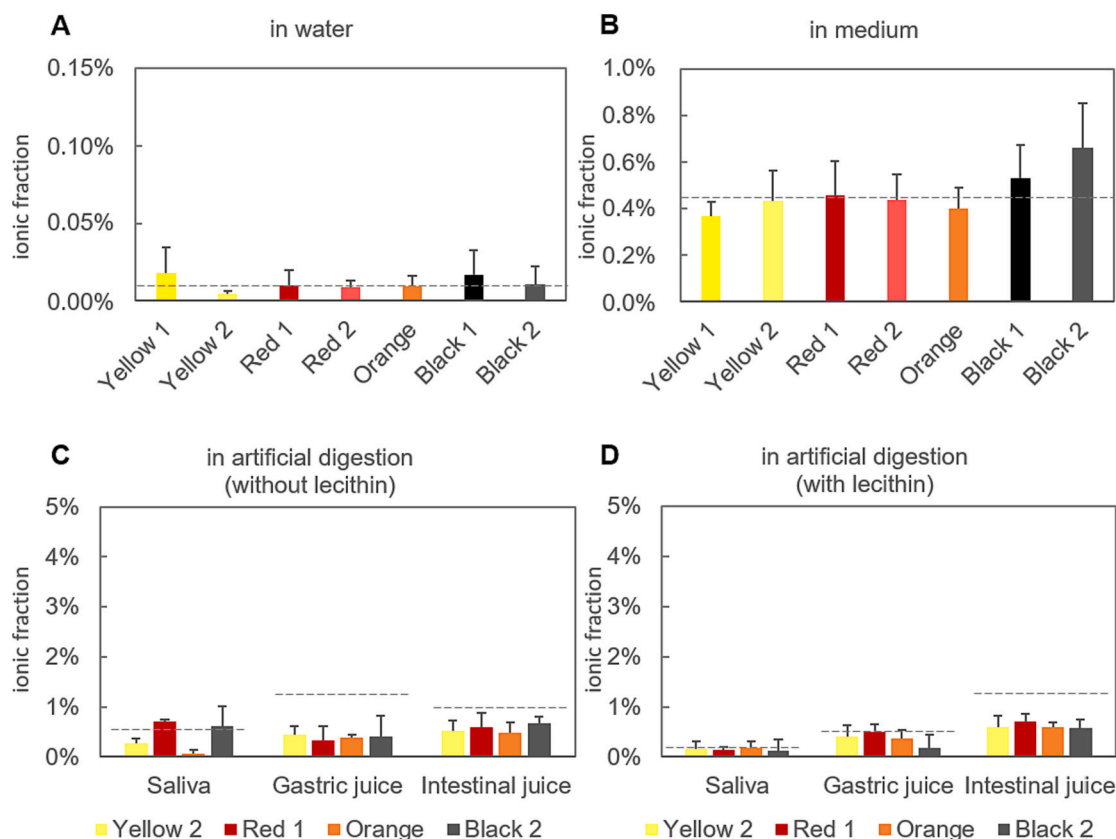 A
in water
ionic fraction
0.15%
0.10%
0.05%
0.00%
Yellow 1
Yellow 2
Red 1
Red 2
Orange
Black 1
Black 2
B
in medium
ionic fraction
1.0%
0.8%
0.6%
0.4%
0.2%
0.0%
Yellow 1
Yellow 2
Red 1
Red 2
Orange
Black 1
Black 2
C
in artificial digestion
(without lecithin)
ionic fraction
5%
4%
3%
2%
1%
0%
Saliva
Gastric juice
Intestinal juice
Yellow 2
Red 1
Orange
Black 2
D
in artificial digestion
(with lecithin)
ionic fraction
5%
4%
3%
2%
1%
0%
Saliva
Gastric juice
Intestinal juice
Yellow 2
Red 1
Orange
Black 2